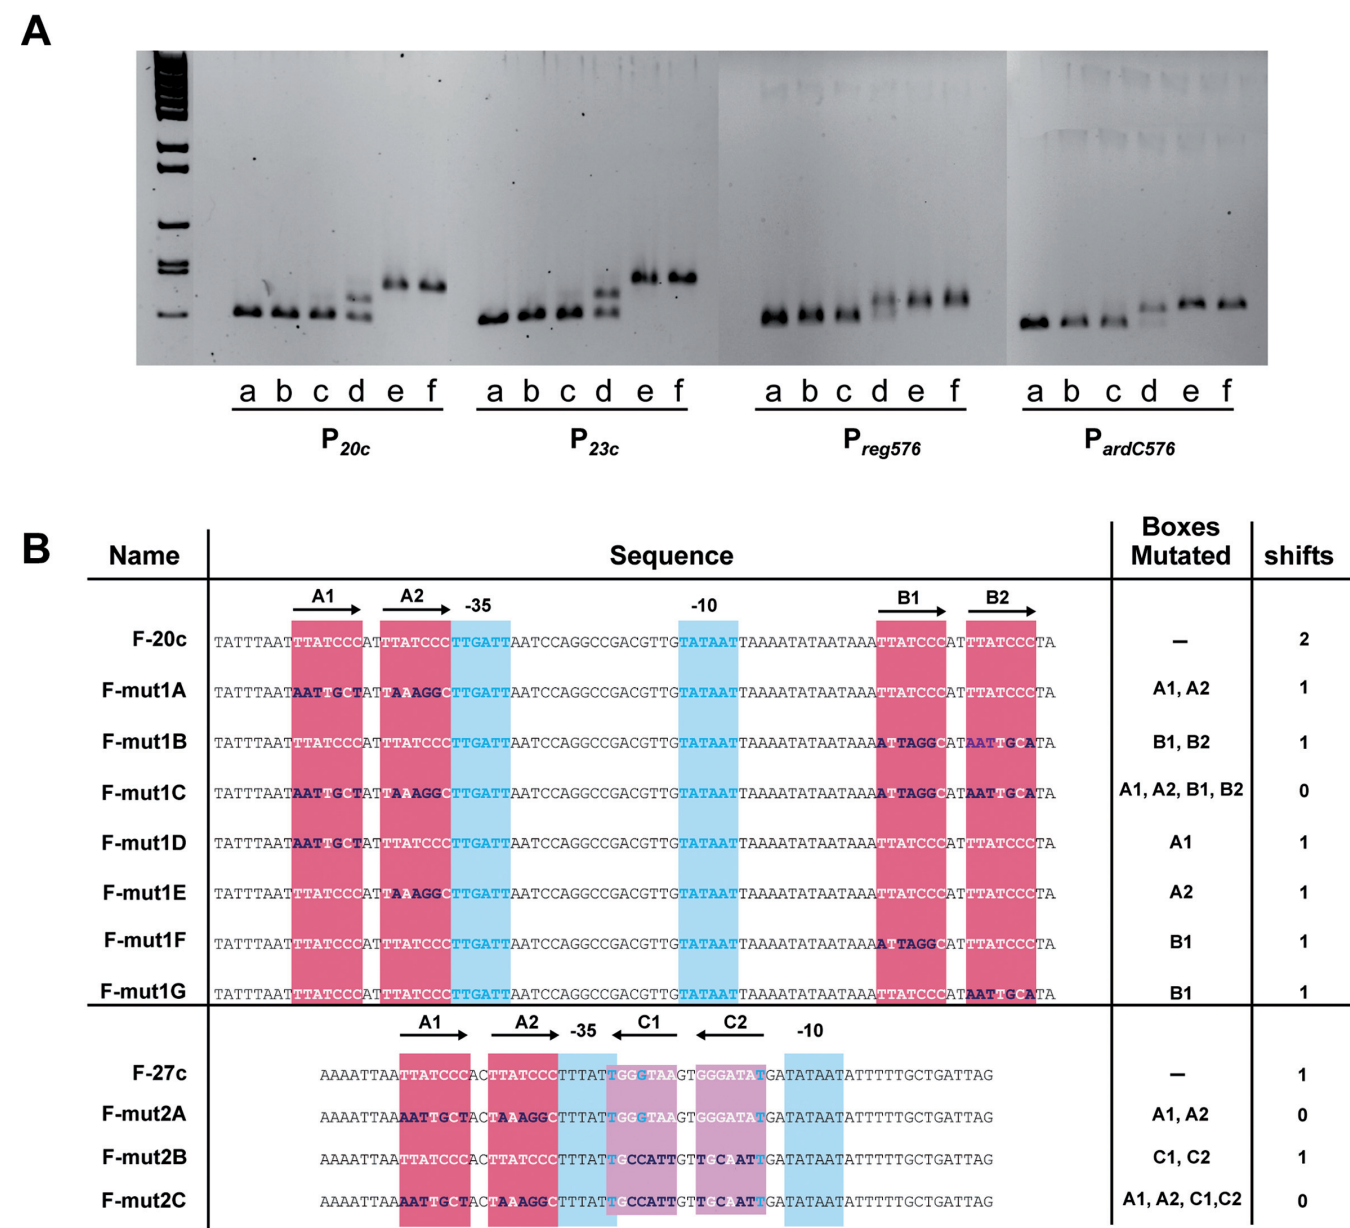 A
a b c d e f a b c d e f a b c d e f a b c d e f
P20c P23c Preg576 PardC576
B
Name Sequence Boxes Mutated shifts
A1 A2 -35 -10 B1 B2
F-20c TATTTAATTTATCCCATTTATCCCTTGATTAATCCAGGCCGACGTTGTATAATTAAAATATAATAAATTATCCCATTTATCCCTA – 2
F-mut1A TATTTAATAATTGCTATTAAAGGCTTGATTAATCCAGGCCGACGTTGTATAATTAAAATATAATAAATTATCCCATTTATCCCTA A1, A2 1
F-mut1B TATTTAATTTATCCCATTTATCCCTTGATTAATCCAGGCCGACGTTGTATAATTAAAATATAATAAAATTAGGCATAATTGCATA B1, B2 1
F-mut1C TATTTAATAATTGCTATTAAAGGCTTGATTAATCCAGGCCGACGTTGTATAATTAAAATATAATAAAATTAGGCATAATTGCATA A1, A2, B1, B2 0
F-mut1D TATTTAATAATTGCTATTTATCCCTTGATTAATCCAGGCCGACGTTGTATAATTAAAATATAATAAATTATCCCATTTATCCCTA A1 1
F-mut1E TATTTAATTTATCCCATTAAAGGCTTGATTAATCCAGGCCGACGTTGTATAATTAAAATATAATAAATTATCCCATTTATCCCTA A2 1
F-mut1F TATTTAATTTATCCCATTTATCCCTTGATTAATCCAGGCCGACGTTGTATAATTAAAATATAATAAAATTAGGCATTTATCCCTA B1 1
F-mut1G TATTTAATTTATCCCATTTATCCCTTGATTAATCCAGGCCGACGTTGTATAATTAAAATATAATAAATTATCCCATAATTGCATA B1 1
A1 A2 -35 C1 C2 -10
F-27c AAAATTAATTATCCCACTTATCCCTTTATTGGGTAAGTGGGATATGATATAATATTTTTGCTGATTAG – 1
F-mut2A AAAATTAAAATTGCTACTAAAGGCTTTATTGGGTAAGTGGGATATGATATAATATTTTTGCTGATTAG A1, A2 0
F-mut2B AAAATTAATTATCCCACTTATCCCTTTATTGCCATTGTTGCAATTGATATAATATTTTTGCTGATTAG C1, C2 1
F-mut2C AAAATTAAAATTGCTACTAAAGGCTTTATTGCCATTGTTGCAATTGATATAATATTTTTGCTGATTAG A1, A2, C1,C2 0